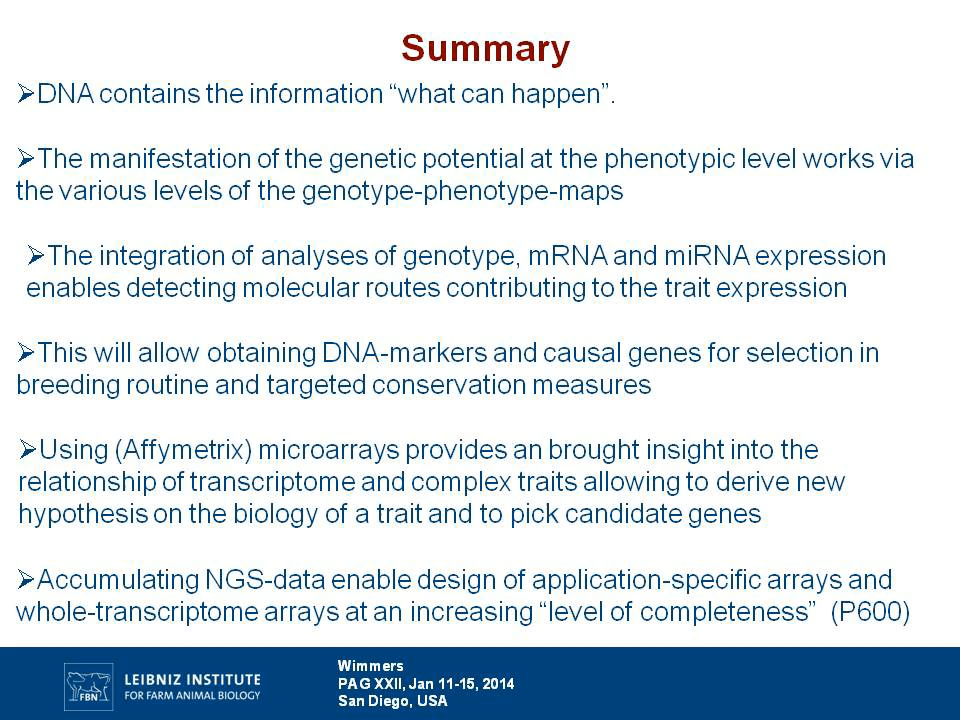 Summary
➢DNA contains the information “what can happen”.
➢The manifestation of the genetic potential at the phenotypic level works via
the various levels of the genotype-phenotype-maps
➢The integration of analyses of genotype, mRNA and miRNA expression
enables detecting molecular routes contributing to the trait expression
➢This will allow obtaining DNA-markers and causal genes for selection in
breeding routine and targeted conservation measures
➢Using (Affymetrix) microarrays provides an brought insight into the
relationship of transcriptome and complex traits allowing to derive new
hypothesis on the biology of a trait and to pick candidate genes
➢Accumulating NGS-data enable design of application-specific arrays and
whole-transcriptome arrays at an increasing “level of completeness” (P600)
FBN
LEIBNIZ INSTITUTE
FOR FARM ANIMAL BIOLOGY
Wimmers
PAG XXII, Jan 11-15, 2014
San Diego, USA